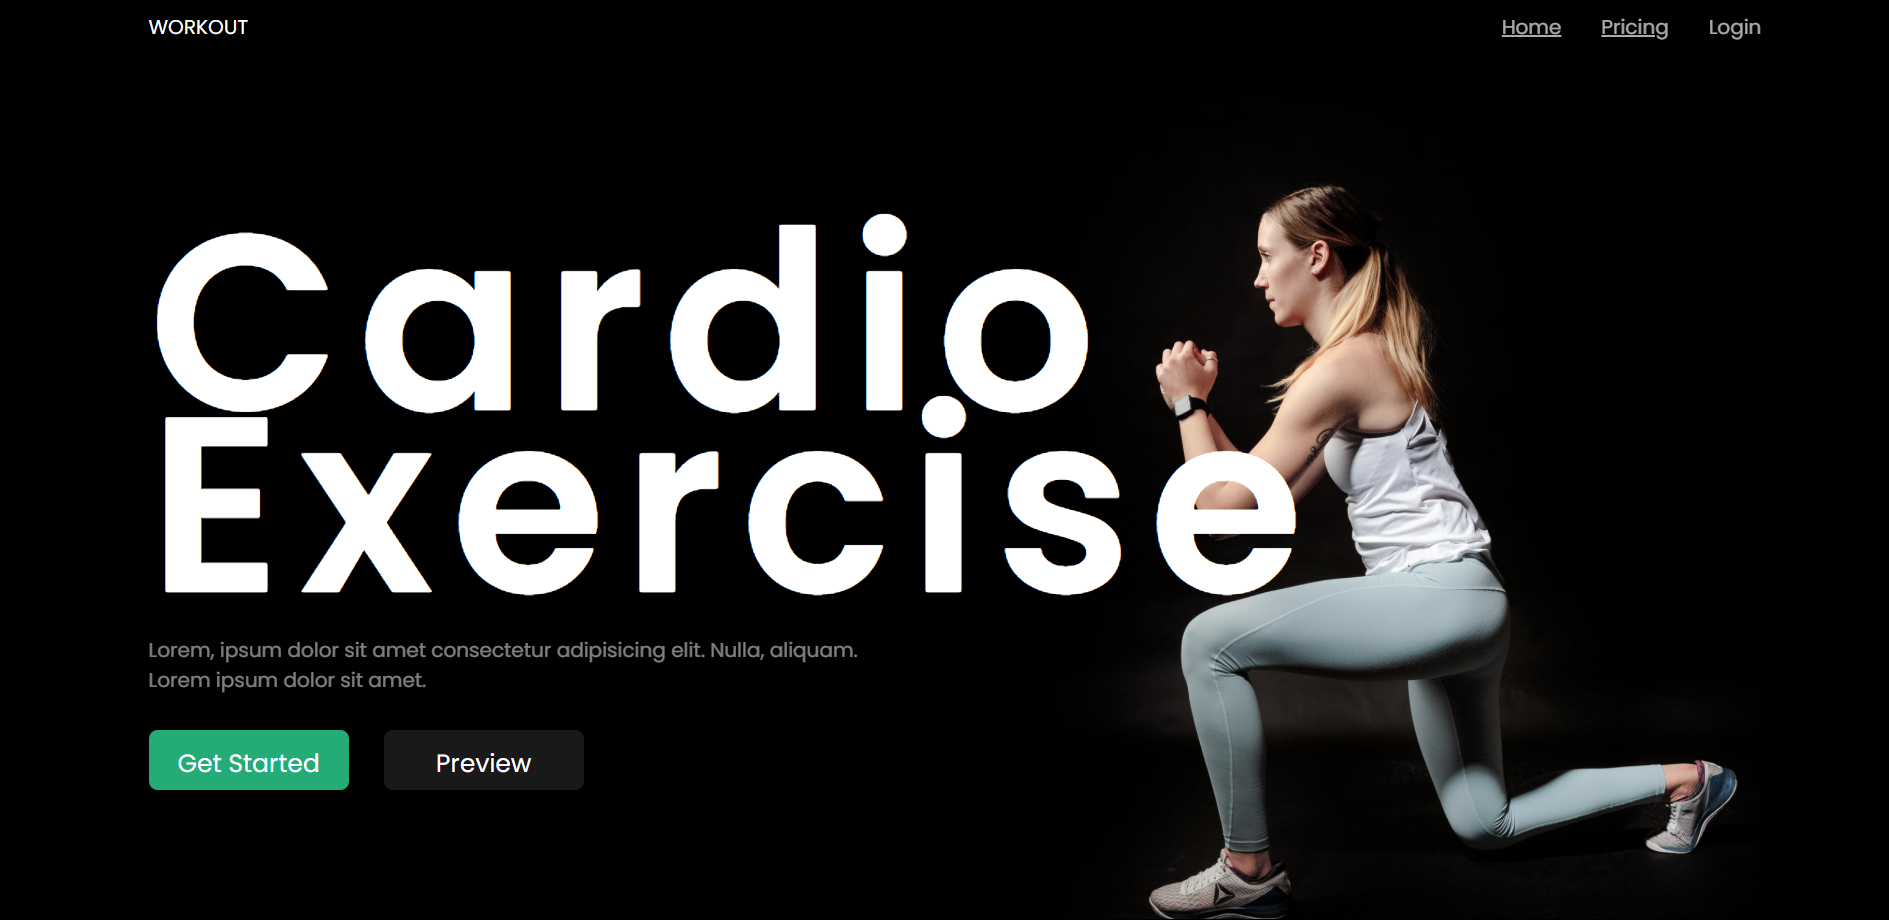 WORKOUT
Home Pricing Login
Cardio
Exercise
Lorem, ipsum dolor sit amet consectetur adipisicing elit. Nulla, aliquam.
Lorem ipsum dolor sit amet.
Get Started Preview